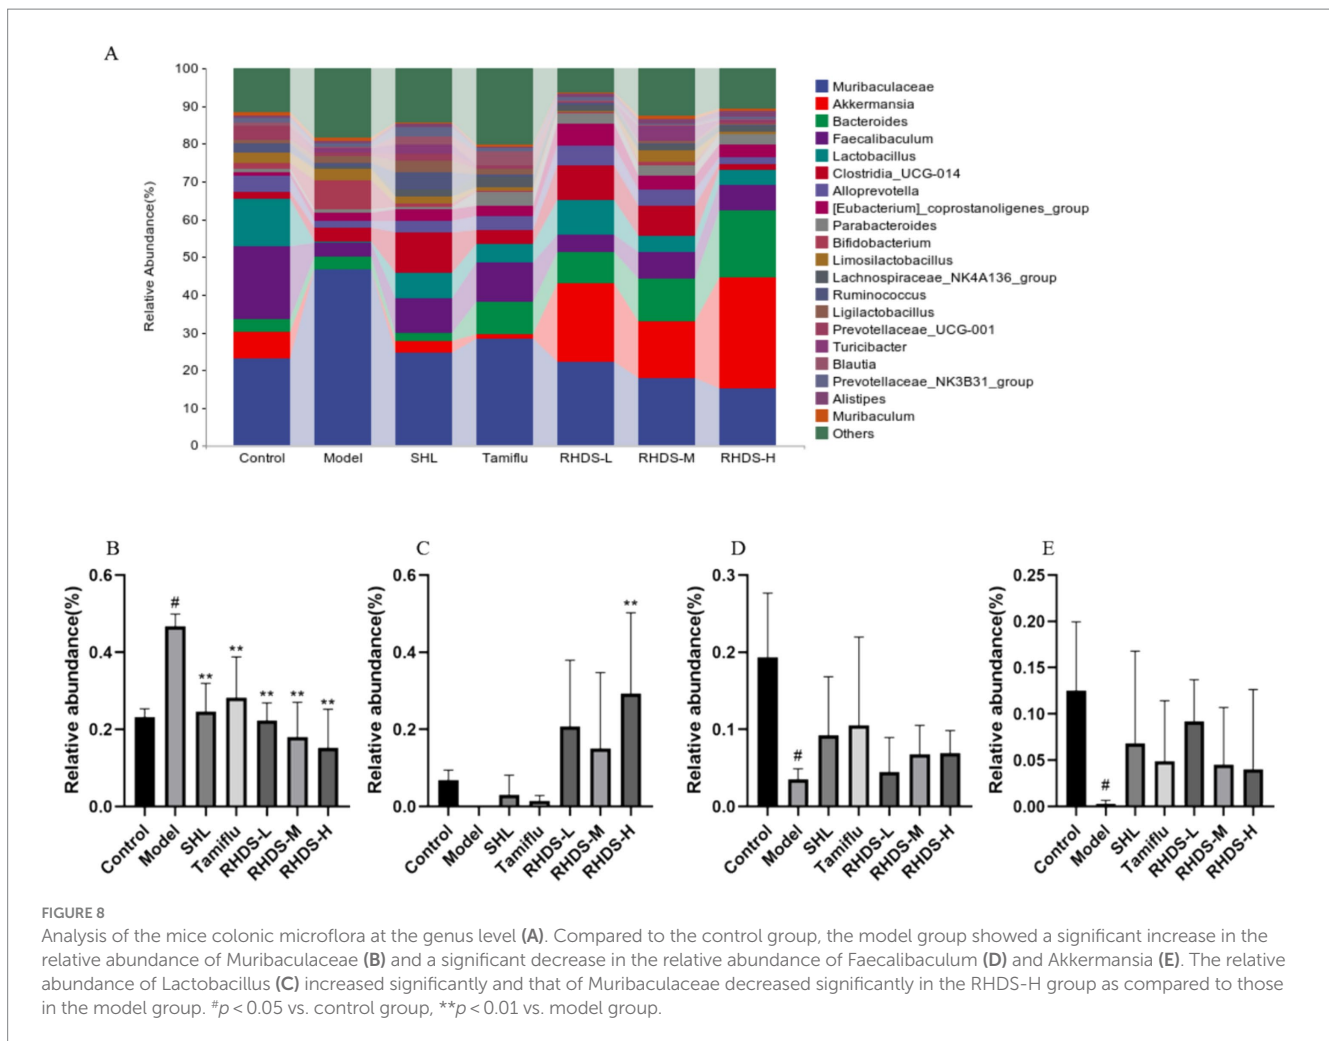 A
Relative Abundance(%)
100
90
80
70
60
50
40
30
20
10
0
Control Model SHL Tamiflu RHDS-L RHDS-M RHDS-H
Muribaculaceae
Akkermansia
Bacteroides
Faecalibaculum
Lactobacillus
Clostridia_UCG-014
Alloprevotella
[Eubacterium]_coprostanoligenes_group
Parabacteroides
Bifidobacterium
Limosilactobacillus
Lachnospiraceae_NK4A136_group
Ruminococcus
Ligilactobacillus
Prevotellaceae_UCG-001
Turicibacter
Blautia
Prevotellaceae_NK3B31_group
Alistipes
Muribaculum
Others
B
Relative abundance(%)
0.6
0.4
0.2
0.0
#
**
**
**
**
**
Control Model SHL Tamiflu RHDS-L RHDS-M RHDS-H
C
Relative abundance(%)
0.6
0.4
0.2
0.0
**
Control Model SHL Tamiflu RHDS-L RHDS-M RHDS-H
D
Relative abundance(%)
0.3
0.2
0.1
0.0
#
Control Model SHL Tamiflu RHDS-L RHDS-M RHDS-H
E
Relative abundance(%)
0.25
0.20
0.15
0.10
0.05
0.00
#
Control Model SHL Tamiflu RHDS-L RHDS-M RHDS-H
FIGURE 8
Analysis of the mice colonic microflora at the genus level (A). Compared to the control group, the model group showed a significant increase in the
relative abundance of Muribaculaceae (B) and a significant decrease in the relative abundance of Faecalibaculum (D) and Akkermansia (E). The relative
abundance of Lactobacillus (C) increased significantly and that of Muribaculaceae decreased significantly in the RHDS-H group as compared to those
in the model group. #p < 0.05 vs. control group, **p < 0.01 vs. model group.